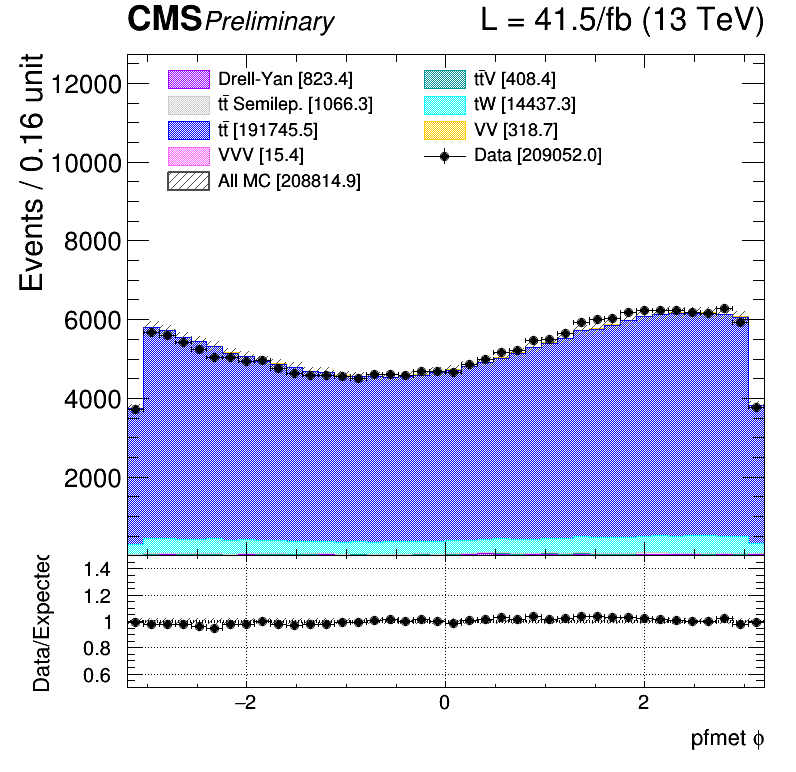 CMS Preliminary L = 41.5/fb (13 TeV)
Events / 0.16 unit
12000
10000
8000
6000
4000
2000
Drell-Yan [823.4]
tt̄ Semilep. [1066.3]
tt̄ [191745.5]
VVV [15.4]
All MC [208814.9]
tt̄V [408.4]
tW [14437.3]
VV [318.7]
Data [209052.0]
Data/Expected
1.4
1.2
1
0.8
0.6
−2 0 2
pfmet ϕ